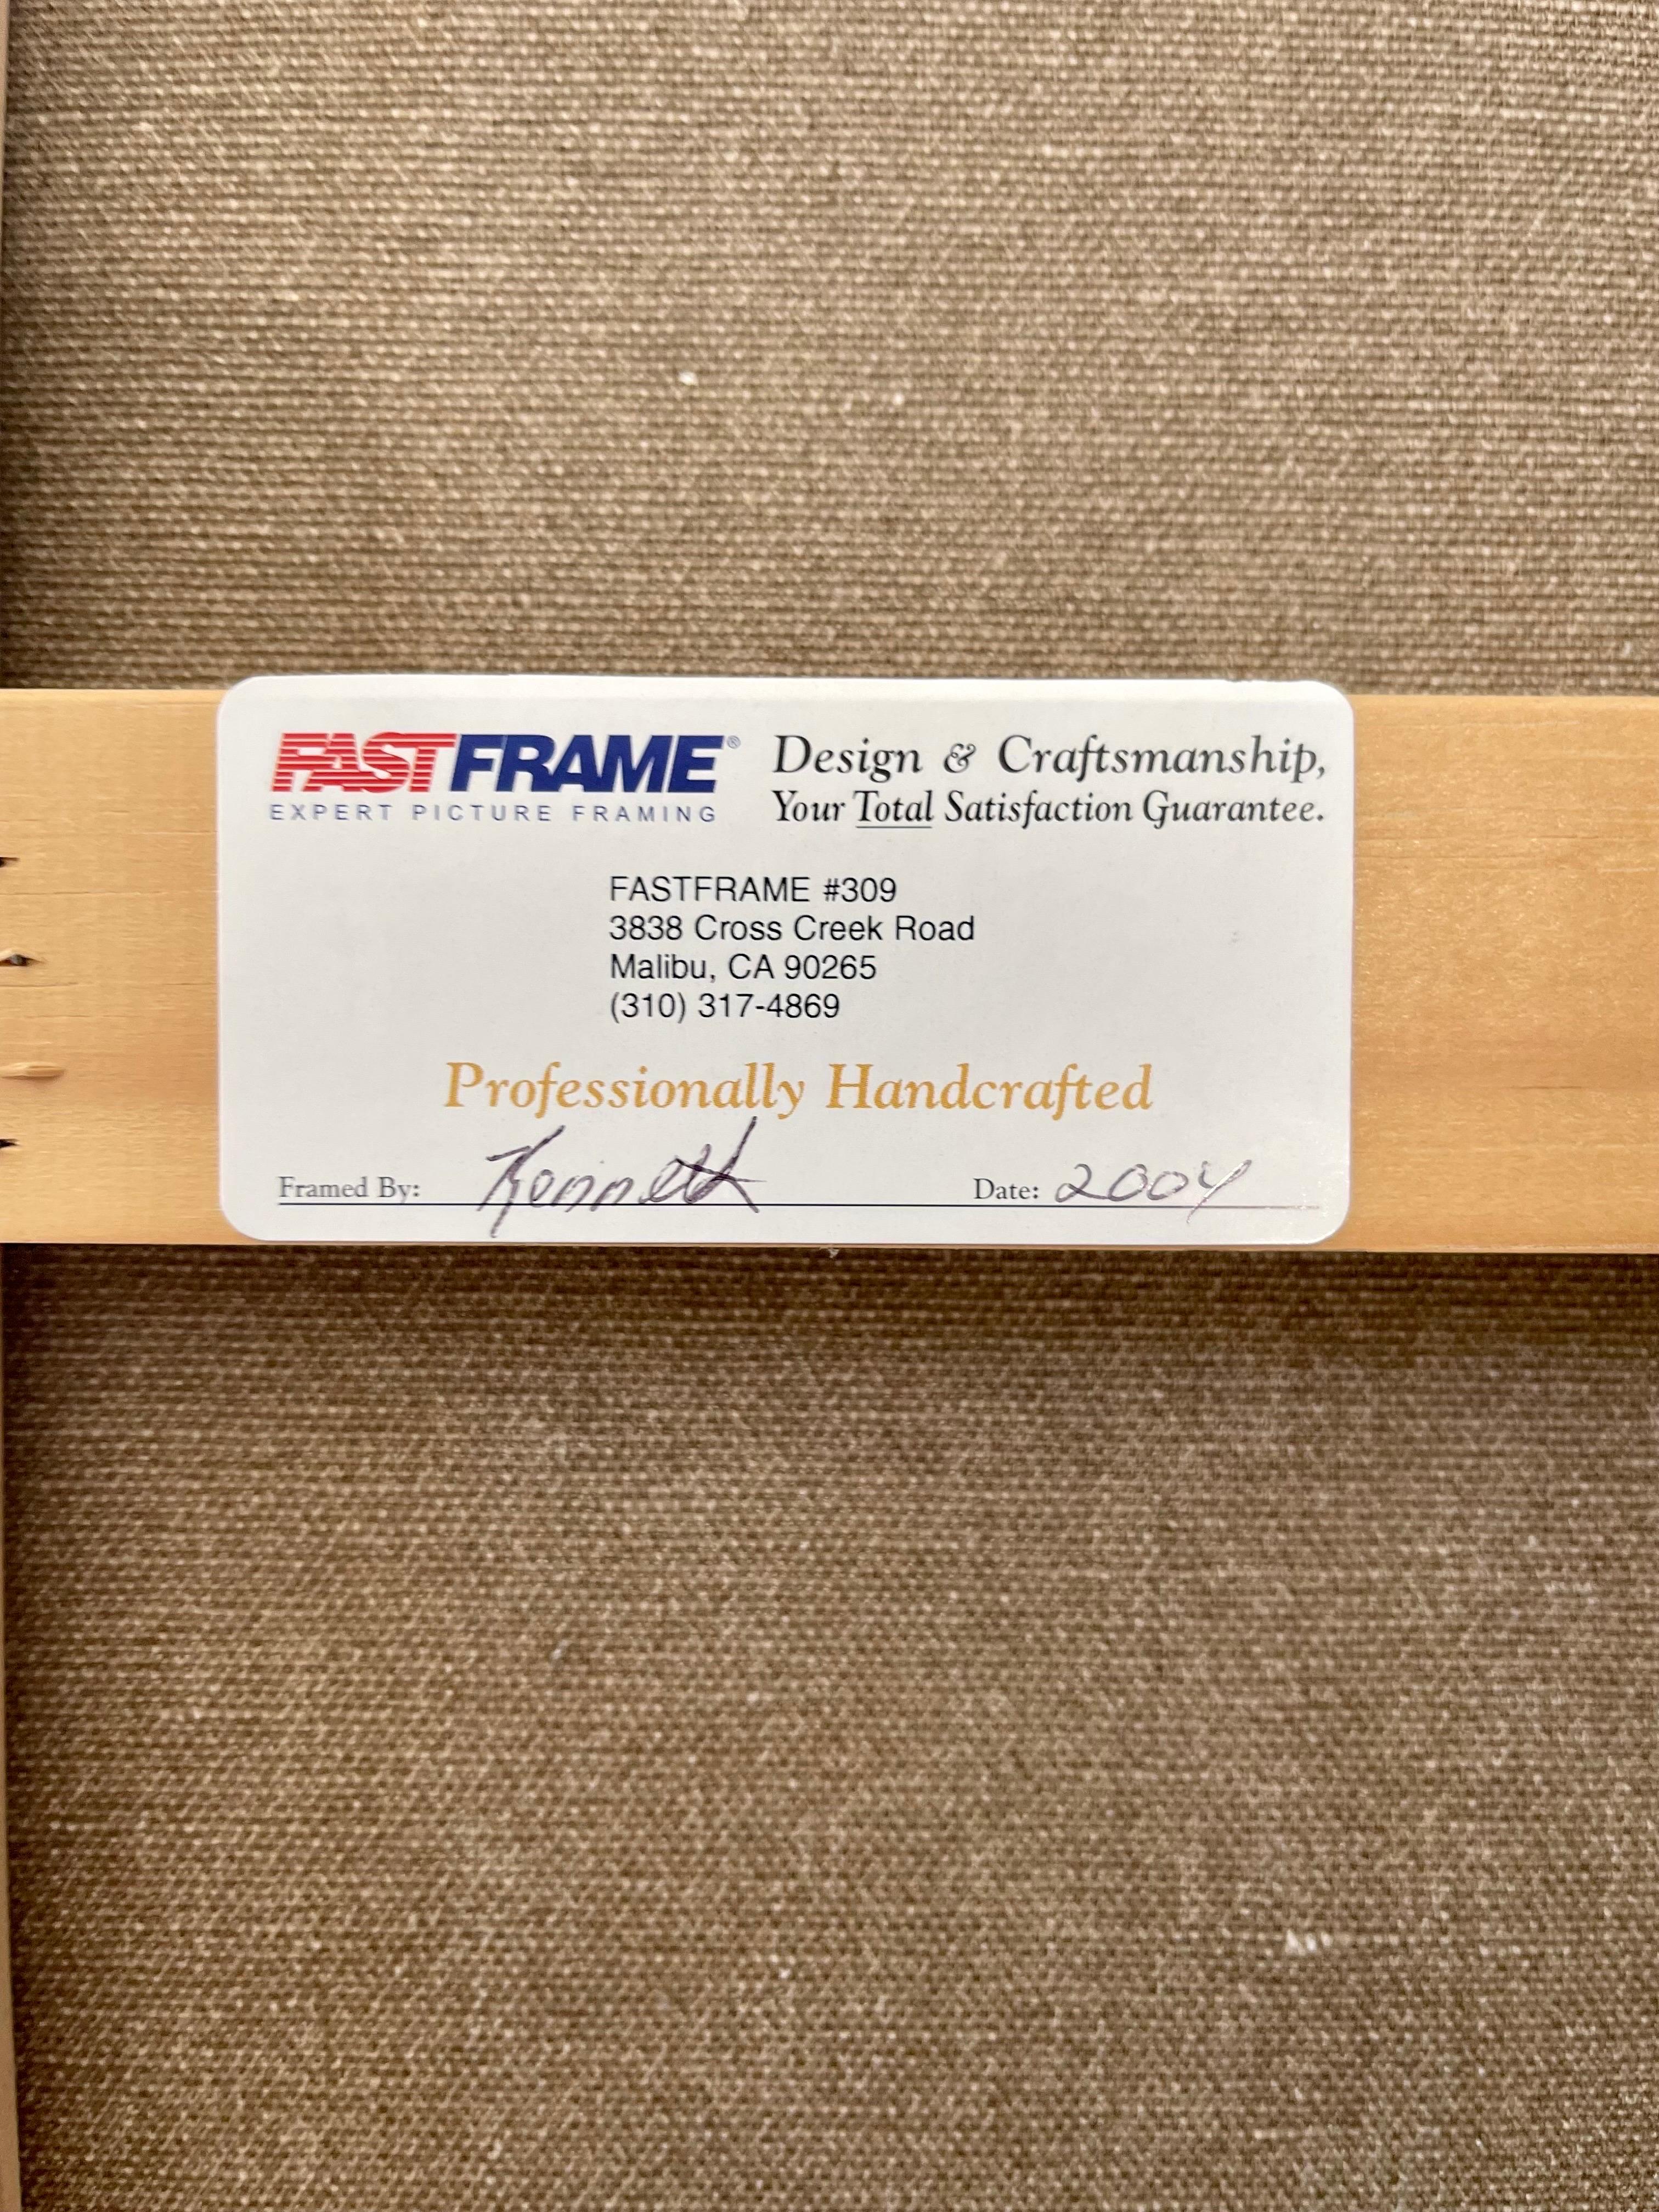 FASTFRAME®
EXPERT PICTURE FRAMING
Design & Craftsmanship,
Your Total Satisfaction Guarantee.
FASTFRAME #309
3838 Cross Creek Road
Malibu, CA 90265
(310) 317-4869
Professionally Handcrafted
Framed By: Kenneth
Date: 2004